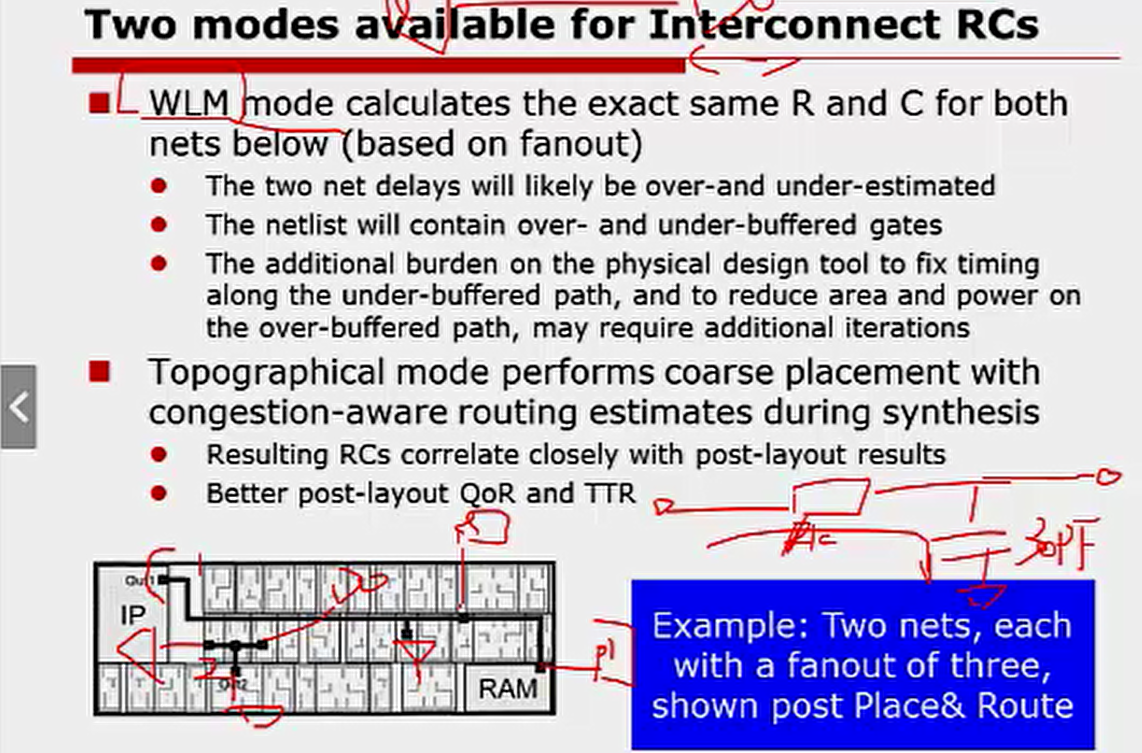 Two modes available for Interconnect RCs
WLM mode calculates the exact same R and C for both
nets below (based on fanout)
The two net delays will likely be over-and under-estimated
The netlist will contain over- and under-buffered gates
The additional burden on the physical design tool to fix timing
along the under-buffered path, and to reduce area and power on
the over-buffered path, may require additional iterations
Topographical mode performs coarse placement with
congestion-aware routing estimates during synthesis
Resulting RCs correlate closely with post-layout results
Better post-layout QoR and TTR
30PF
Out1
IP
RAM
P1
Example: Two nets, each
with a fanout of three,
shown post Place& Route